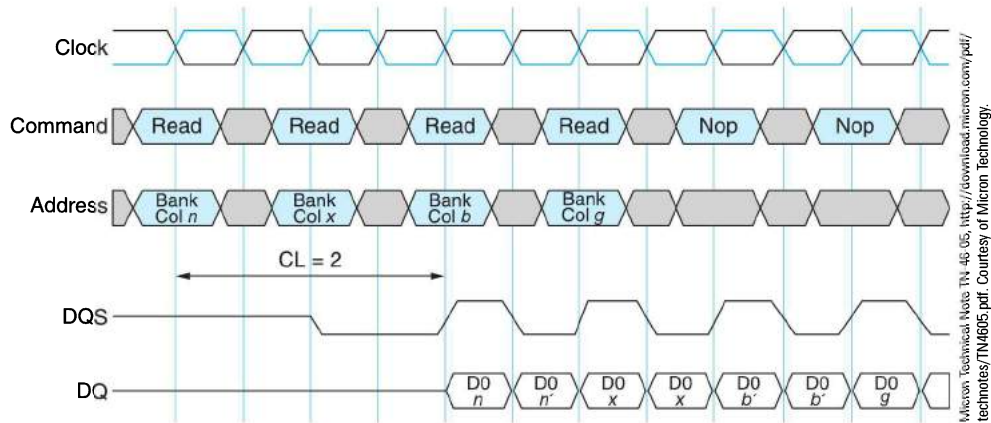 Clock
Command Read Read Read Read Nop Nop
Address Bank Bank Bank Bank
Col n Col x Col b Col g
CL = 2
DQS
DQ D0 D0 D0 D0 D0 D0 D0
n n´ x x b´ b´ g
Micron Technical Note TN-46-05, http://download.micron.com/pdf/
technotes/TN4605.pdf. Courtesy of Micron Technology.